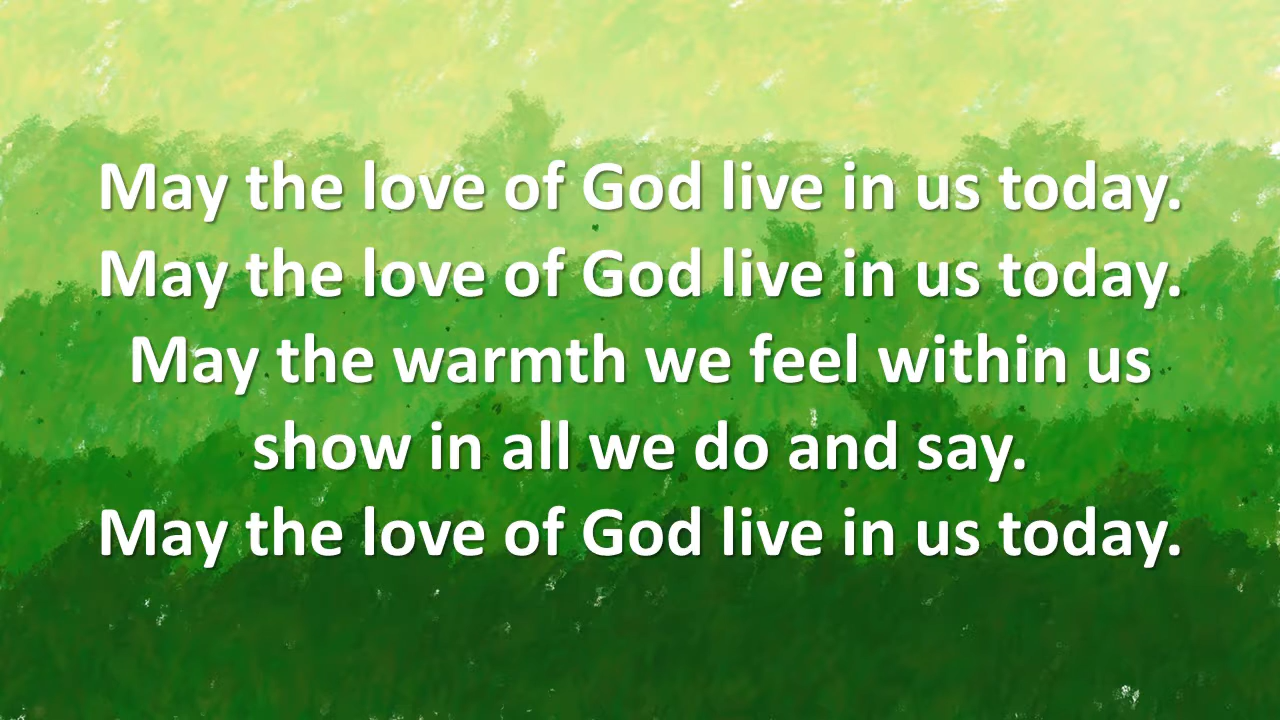 May the love of God live in us today.
May the love of God live in us today.
May the warmth we feel within us
show in all we do and say.
May the love of God live in us today.